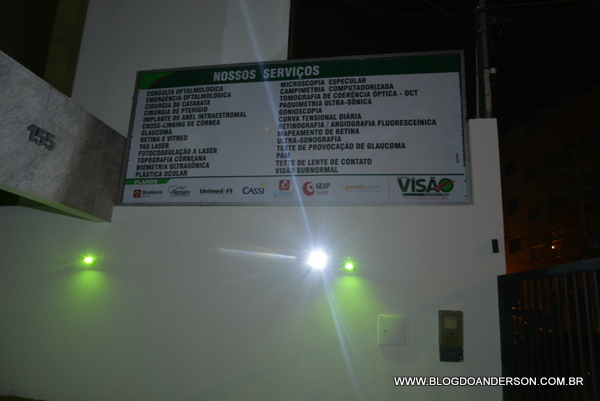 155
NOSSOS SERVIÇOS
CONSULTA OFTALMOLÓGICA
EMERGÊNCIA OFTALMOLÓGICA
CIRURGIA DE CATARATA
CIRURGIA DE PTERÍGIO
IMPLANTE DE ANEL INTRAESTROMAL
CROSS-LINKING DE CÓRNEA
GLAUCOMA
RETINA E VÍTREO
YAG LASER
FOTOCOAGULAÇÃO A LASER
TOPOGRAFIA CÓRNEANA
BIOMETRIA ULTRASÔNICA
PLÁSTICA OCULAR
MICROSCOPIA ESPECULAR
CAMPIMETRIA COMPUTADORIZADA
TOMOGRAFIA DE COERÊNCIA ÓPTICA - OCT
PAQUIMETRIA ULTRA-SÔNICA
GONIOSCOPIA
CURVA TENSIONAL DIÁRIA
RETINOGRAFIA / ANGIOGRAFIA FLUORESCEÍNICA
MAPEAMENTO DE RETINA
ULTRA-SONOGRAFIA
TESTE DE PROVOCAÇÃO DE GLAUCOMA
PAM
TESTE DE LENTE DE CONTATO
VISÃO SUBNORMAL
PLANOS
Bradesco
Unimed
CASSI
GEAP
VISÃO
WWW.BLOGDOANDERSON.COM.BR